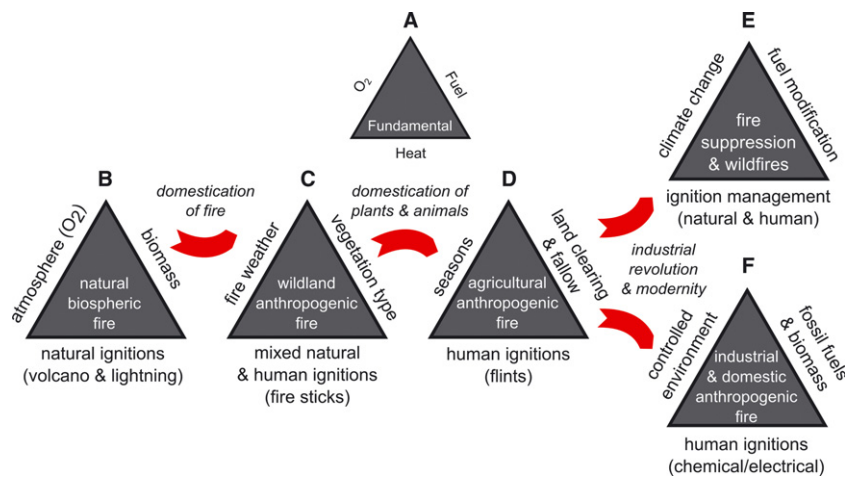 A
O₂
Fuel
Fundamental
Heat
B
atmosphere (O2)
biomass
natural
biospheric
fire
natural ignitions
(volcano & lightning)
domestication
of fire
C
fire weather
vegetation type
wildland
anthropogenic
fire
mixed natural
& human ignitions
(fire sticks)
domestication of
plants & animals
D
seasons
land clearing
& fallow
agricultural
anthropogenic
fire
human ignitions
(flints)
industrial
revolution
& modernity
E
climate change
fuel modification
fire
suppression
& wildfires
ignition management
(natural & human)
F
controlled
environment
fossil fuels
& biomass
industrial
& domestic
anthropogenic
fire
human ignitions
(chemical/electrical)